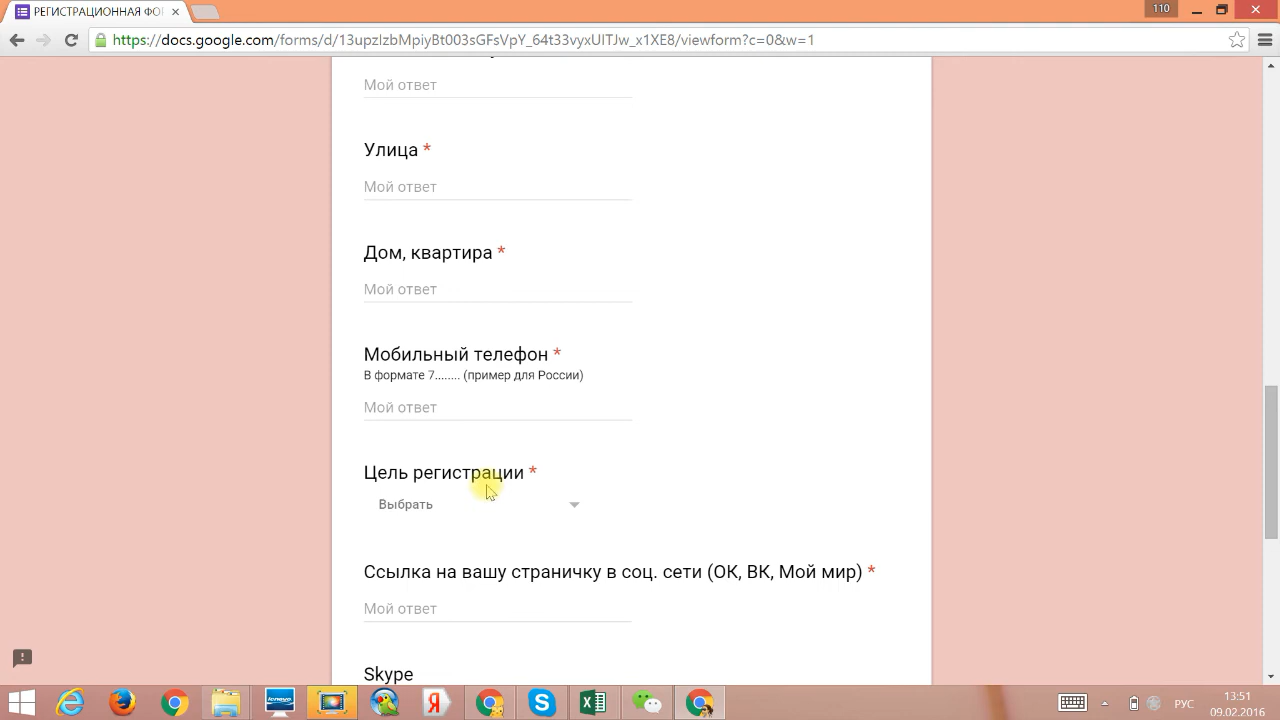 РЕГИСТРАЦИОННАЯ ФО
110
https://docs.google.com/forms/d/13upzIzbMpiyBt003sGFsVpY_64t33vyxUITJw_x1XE8/viewform?c=0&w=1
Мой ответ
Улица *
Мой ответ
Дом, квартира *
Мой ответ
Мобильный телефон *
В формате 7........ (пример для России)
Мой ответ
Цель регистрации *
Выбрать
Ссылка на вашу страничку в соц. сети (ОК, ВК, Мой мир) *
Мой ответ
Skype
lenovo
РУС
13:51
09.02.2016